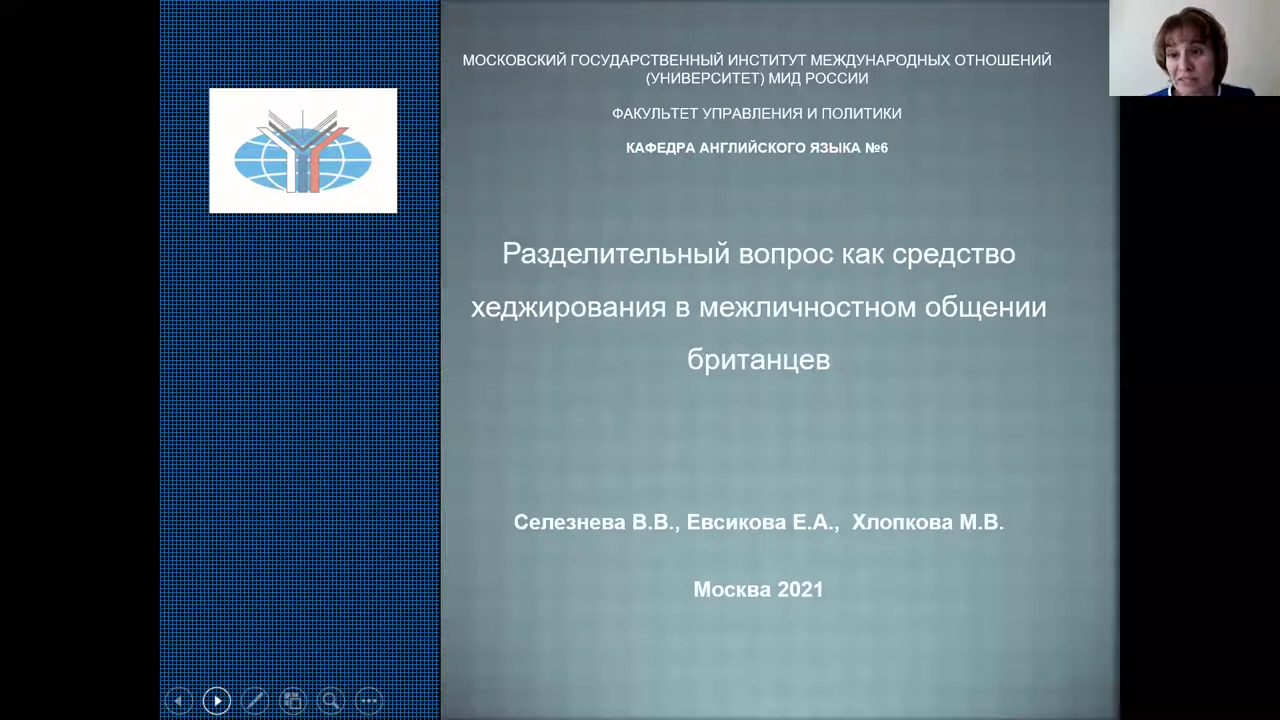 МОСКОВСКИЙ ГОСУДАРСТВЕННЫЙ ИНСТИТУТ МЕЖДУНАРОДНЫХ ОТНОШЕНИЙ
(УНИВЕРСИТЕТ) МИД РОССИИ
ФАКУЛЬТЕТ УПРАВЛЕНИЯ И ПОЛИТИКИ
КАФЕДРА АНГЛИЙСКОГО ЯЗЫКА №6
Разделительный вопрос как средство
хеджирования в межличностном общении
британцев
Селезнева В.В., Евсикова Е.А., Хлопкова М.В.
Москва 2021